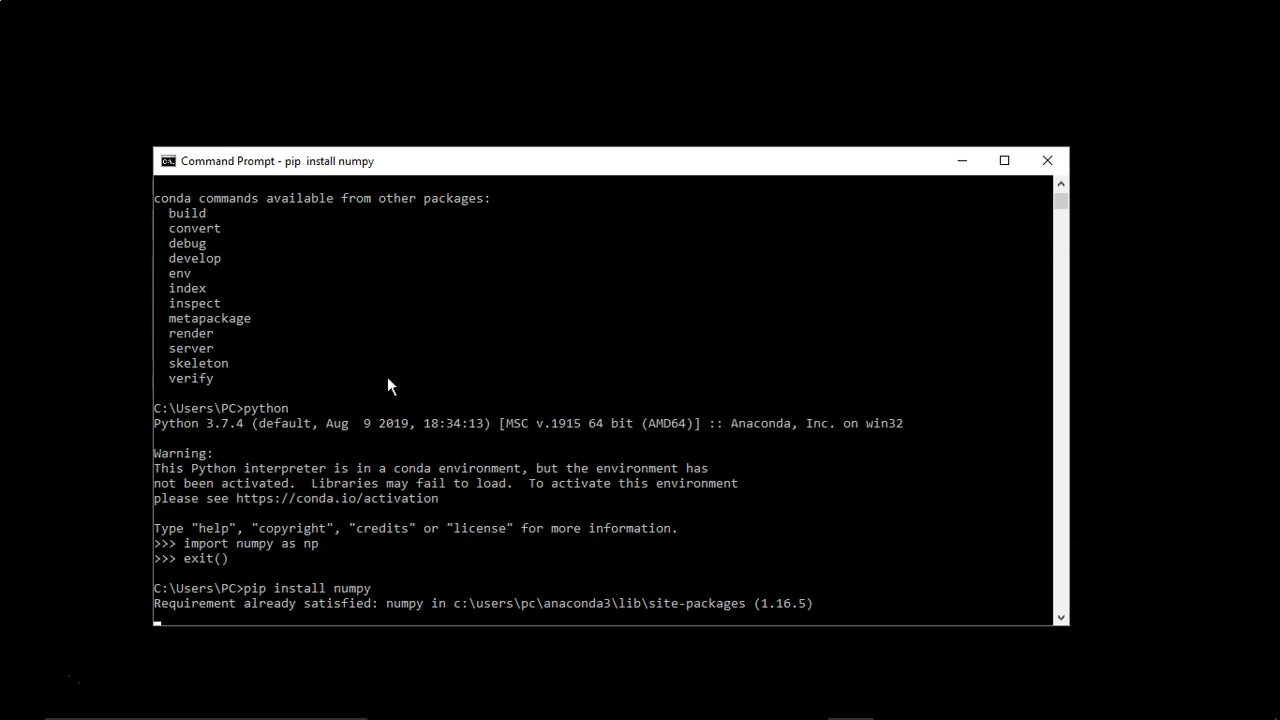 Command Prompt - pip  install numpy
conda commands available from other packages:
  build
  convert
  debug
  develop
  env
  index
  inspect
  metapackage
  render
  server
  skeleton
  verify
C:\Users\PC>python
Python 3.7.4 (default, Aug  9 2019, 18:34:13) [MSC v.1915 64 bit (AMD64)] :: Anaconda, Inc. on win32
Warning:
This Python interpreter is in a conda environment, but the environment has
not been activated.  Libraries may fail to load.  To activate this environment
please see https://conda.io/activation
Type "help", "copyright", "credits" or "license" for more information.
>>> import numpy as np
>>> exit()
C:\Users\PC>pip install numpy
Requirement already satisfied: numpy in c:\users\pc\anaconda3\lib\site-packages (1.16.5)